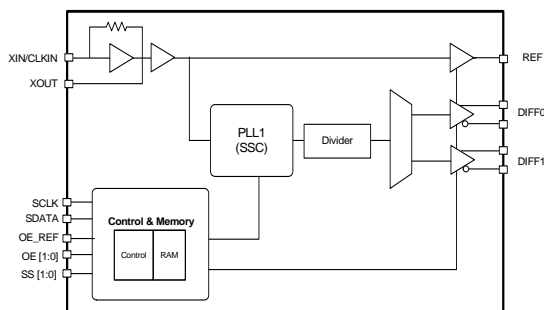 XIN/CLKIN
XOUT
REF
DIFF0
DIFF1
PLL1
(SSC)
Divider
SCLK
SDATA
OE_REF
OE [1:0]
SS [1:0]
Control & Memory
Control
RAM